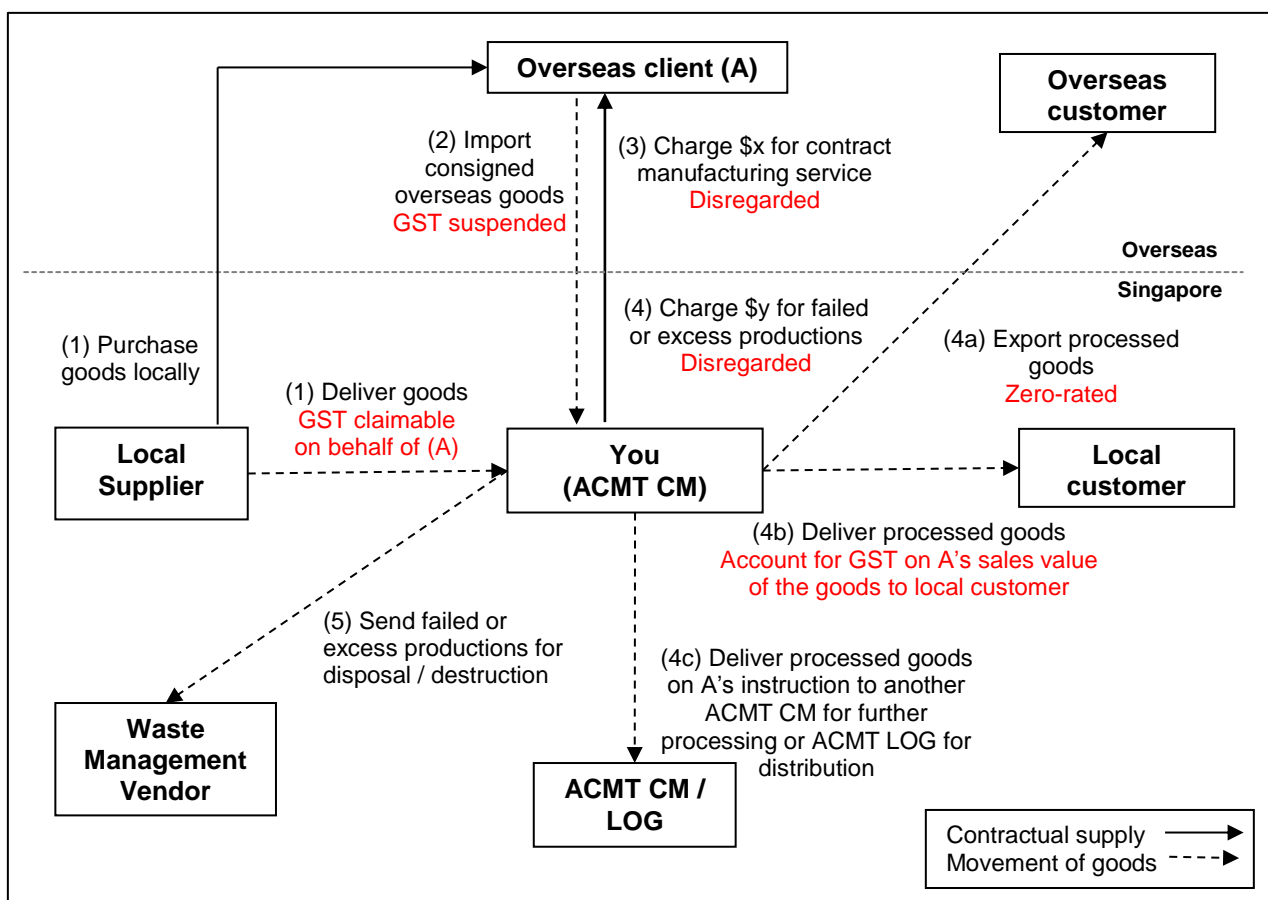 Overseas client (A)
Overseas
customer
(2) Import
consigned
overseas goods
GST suspended
(3) Charge $x for contract
manufacturing service
Disregarded
Overseas
Singapore
(1) Purchase
goods locally
(4) Charge $y for failed
or excess productions
Disregarded
(4a) Export processed
goods
Zero-rated
(1) Deliver goods
GST claimable
on behalf of (A)
Local
Supplier
You
(ACMT CM)
Local
customer
(4b) Deliver processed goods
Account for GST on A’s sales value
of the goods to local customer
(5) Send failed or
excess productions for
disposal / destruction
(4c) Deliver processed goods
on A’s instruction to another
ACMT CM for further
processing or ACMT LOG for
distribution
Waste
Management
Vendor
ACMT CM /
LOG
Contractual supply
Movement of goods